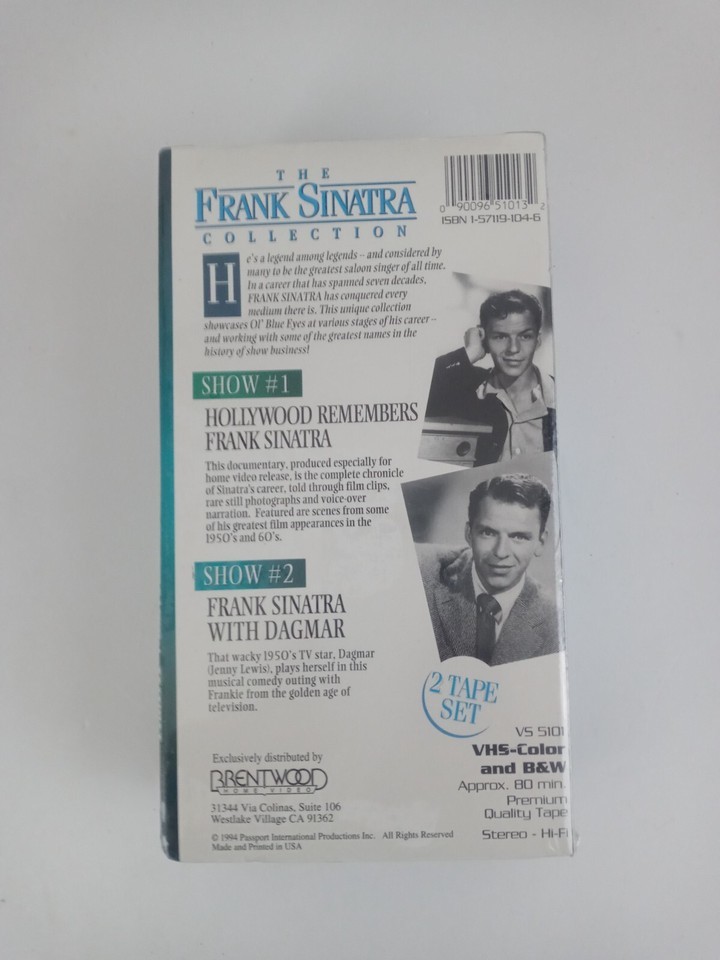 THE
FRANK SINATRA
COLLECTION
0 90096 51013 2
ISBN 1-57119-104-6
He's a legend among legends – and considered by
many to be the greatest saloon singer of all time.
In a career that has spanned seven decades,
FRANK SINATRA has conquered every
medium there is. This unique collection
showcases Ol' Blue Eyes at various stages of his career –
and working with some of the greatest names in the
history of show business!
SHOW #1
HOLLYWOOD REMEMBERS
FRANK SINATRA
This documentary, produced especially for
home video release, is the complete chronicle
of Sinatra's career, told through film clips,
rare still photographs and voice-over
narration. Featured are scenes from some
of his greatest film appearances in the
1950's and 60's.
SHOW #2
FRANK SINATRA
WITH DAGMAR
That wacky 1950's TV star, Dagmar
(Jenny Lewis), plays herself in this
musical comedy outing with
Frankie from the golden age of
television.
2 TAPE
SET
VS 5101
VHS-Color
and B&W
Approx. 80 min.
Premium
Quality Tape
Stereo - Hi-Fi
Exclusively distributed by
BRENTWOOD
HOME VIDEO
31344 Via Colinas, Suite 106
Westlake Village CA 91362
© 1994 Passport International Productions Inc. All Rights Reserved
Made and Printed in USA